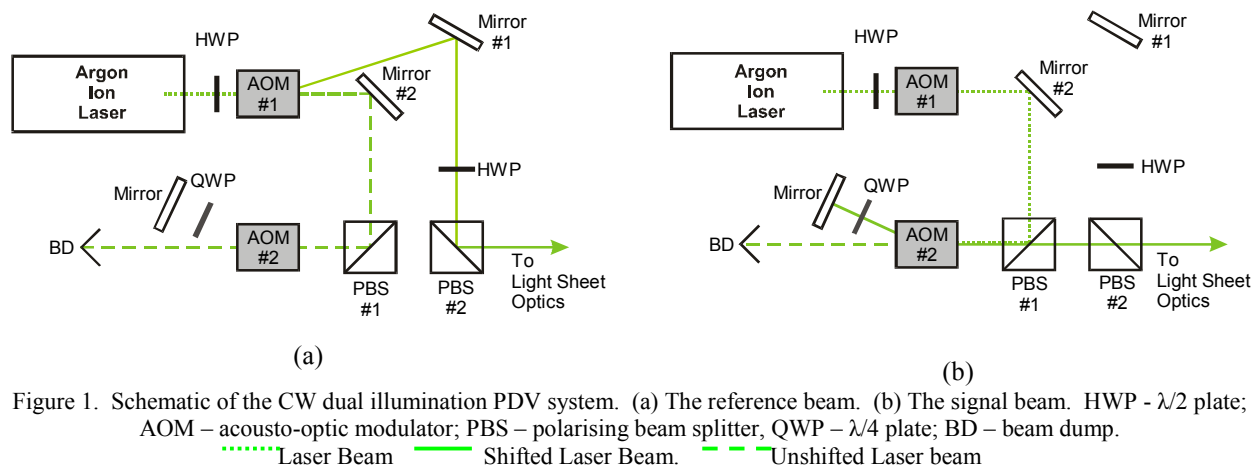 Argon
Ion
Laser
HWP
AOM
#1
Mirror
#1
Mirror
#2
HWP
Mirror
QWP
BD
AOM
#2
PBS
#1
PBS
#2
To
Light Sheet
Optics
(a)
Argon
Ion
Laser
HWP
AOM
#1
Mirror
#1
Mirror
#2
HWP
Mirror
QWP
BD
AOM
#2
PBS
#1
PBS
#2
To
Light Sheet
Optics
(b)
Figure 1. Schematic of the CW dual illumination PDV system. (a) The reference beam. (b) The signal beam. HWP - λ/2 plate;
AOM – acousto-optic modulator; PBS – polarising beam splitter, QWP – λ/4 plate; BD – beam dump.
Laser Beam Shifted Laser Beam. Unshifted Laser beam